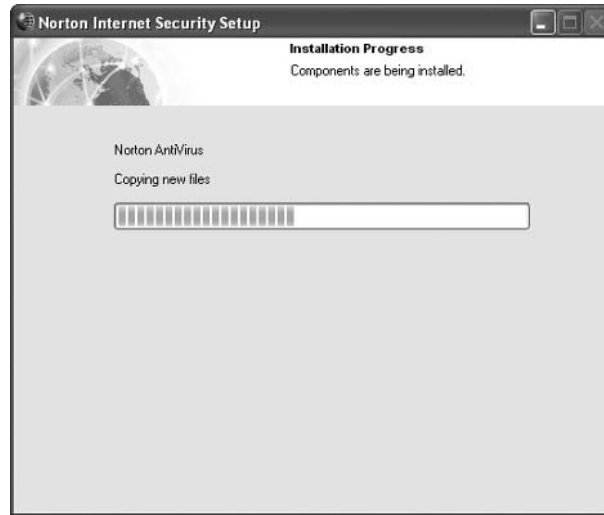 Norton Internet Security Setup
Installation Progress
Components are being installed.
Norton AntiVirus
Copying new files